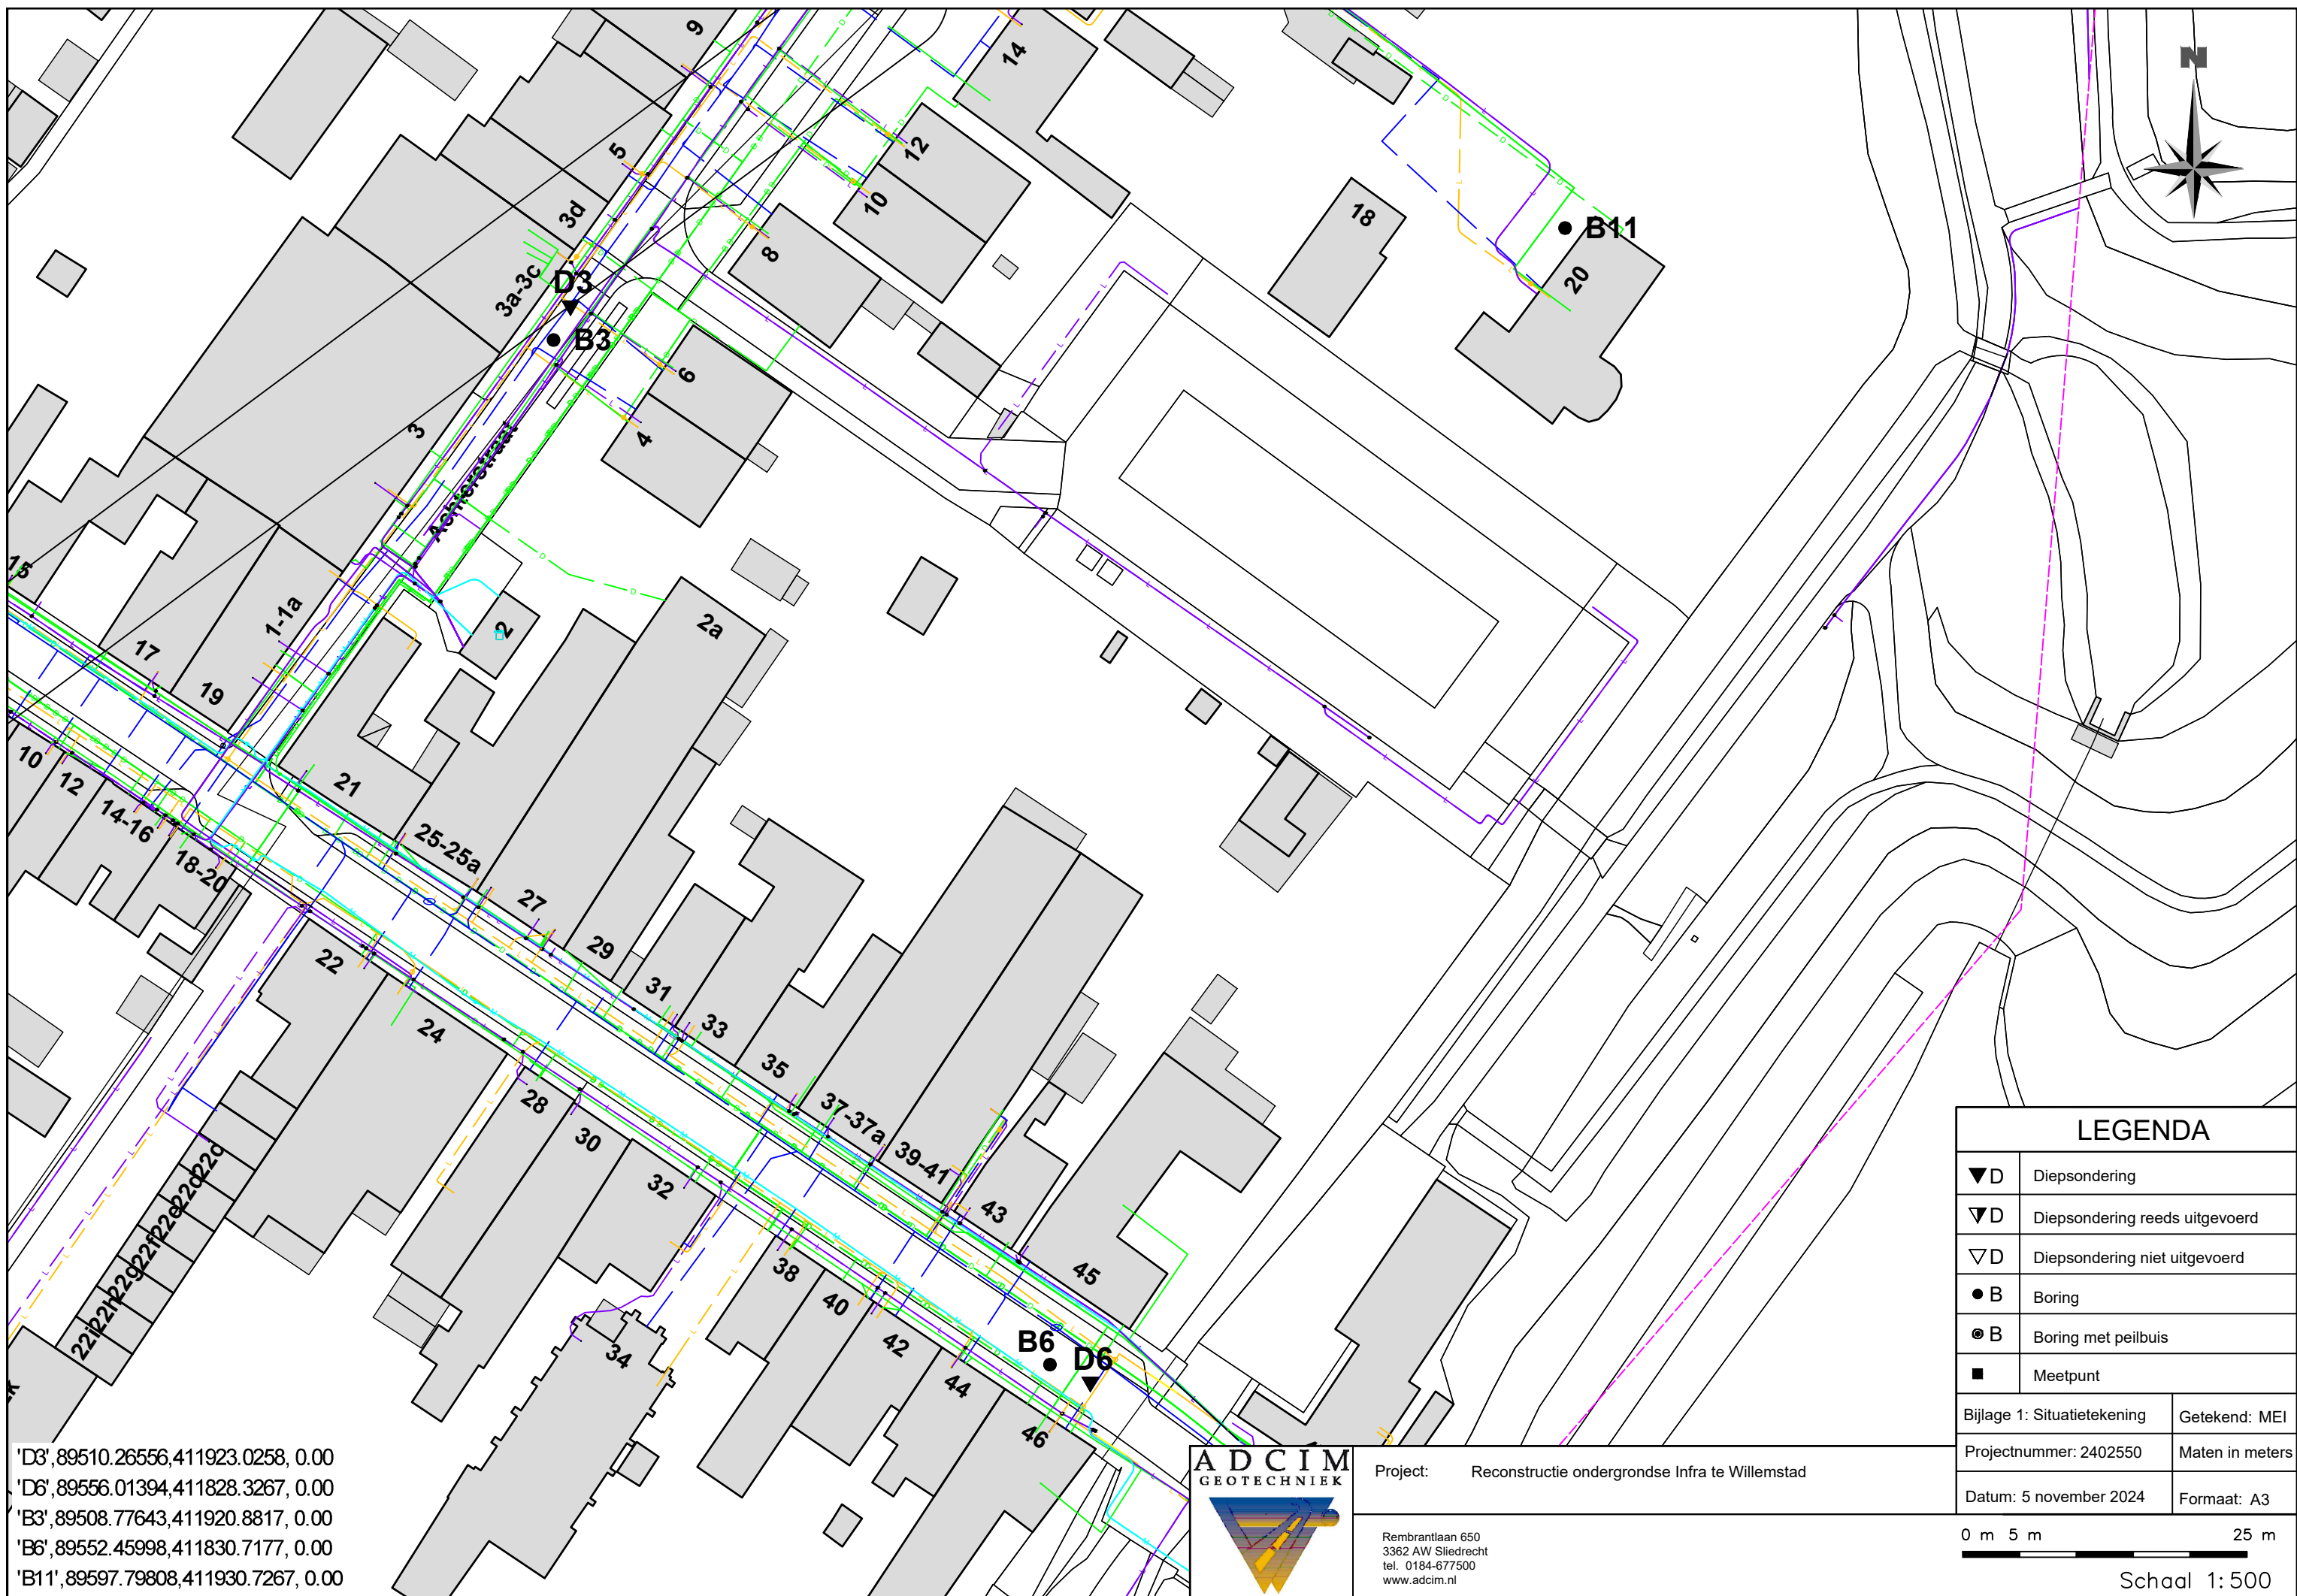 9
14
N
5
12
10
3d
8
18
B11
20
3a-3c
D3
B3
6
4
3
Achterstraat
15
1-1a
2
2a
17
19
10
12
14-16
18-20
21
25-25a
27
29
22
31
24
33
35
28
30
37-37a
39-41
32
43
22i22h22g22f22e22d22c
38
45
40
34
42
B6
D6
44
46
'D3',89510.26556,411923.0258, 0.00
'D6',89556.01394,411828.3267, 0.00
'B3',89508.77643,411920.8817, 0.00
'B6',89552.45998,411830.7177, 0.00
'B11',89597.79808,411930.7267, 0.00
LEGENDA
D Diepsondering
D Diepsondering reeds uitgevoerd
D Diepsondering niet uitgevoerd
B Boring
B Boring met peilbuis
Meetpunt
Bijlage 1: Situatietekening Getekend: MEI
Projectnummer: 2402550 Maten in meters
Datum: 5 november 2024 Formaat: A3
ADCIM
GEOTECHNIEK
Project: Reconstructie ondergrondse Infra te Willemstad
Rembrantlaan 650
3362 AW Sliedrecht
tel. 0184-677500
www.adcim.nl
0 m 5 m 25 m
Schaal 1:500